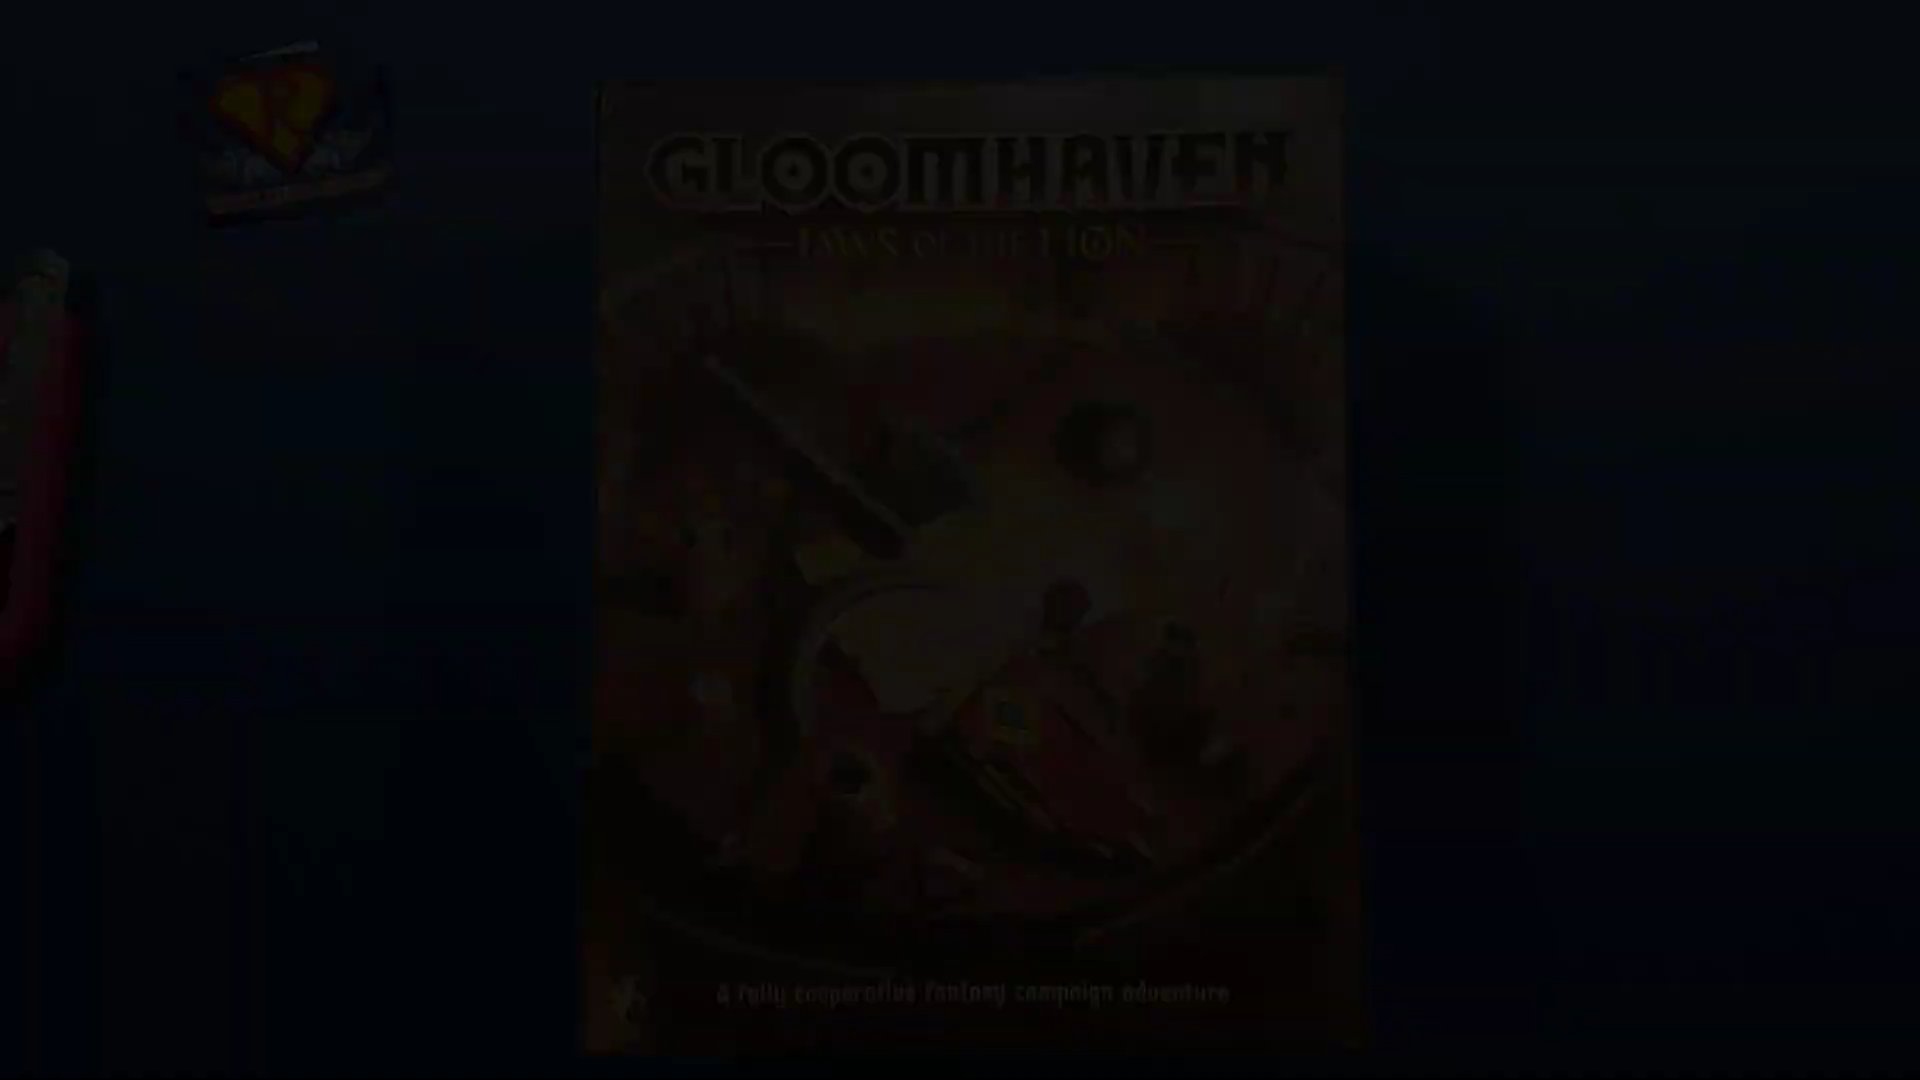 GLOOMHAVEN
JAWS OF THE LION
A fully cooperative fantasy campaign adventure